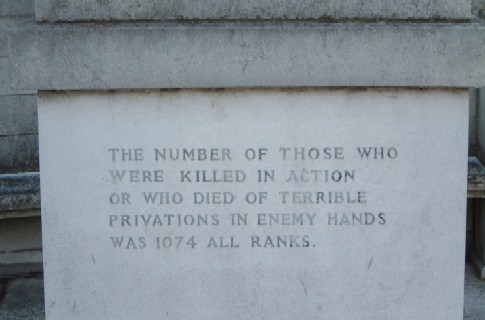 THE NUMBER OF THOSE WHO
WERE KILLED IN ACTION
OR WHO DIED OF TERRIBLE
PRIVATIONS IN ENEMY HANDS
WAS 1074 ALL RANKS.